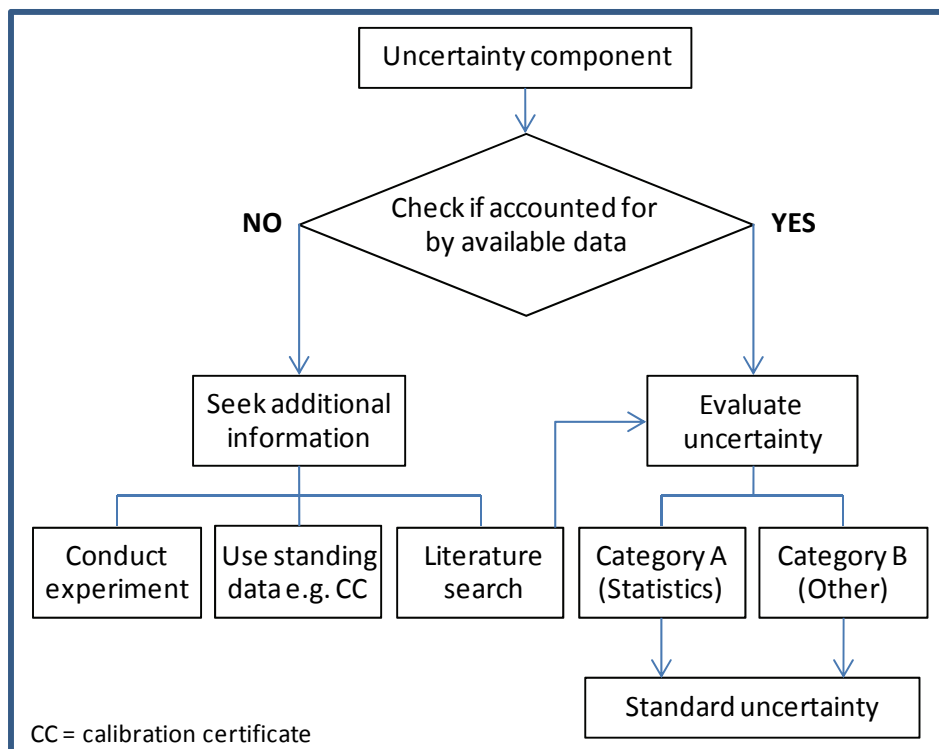 Uncertainty component
Check if accounted for
by available data
NO
YES
Seek additional
information
Evaluate
uncertainty
Conduct
experiment
Use standing
data e.g. CC
Literature
search
Category A
(Statistics)
Category B
(Other)
Standard uncertainty
CC = calibration certificate